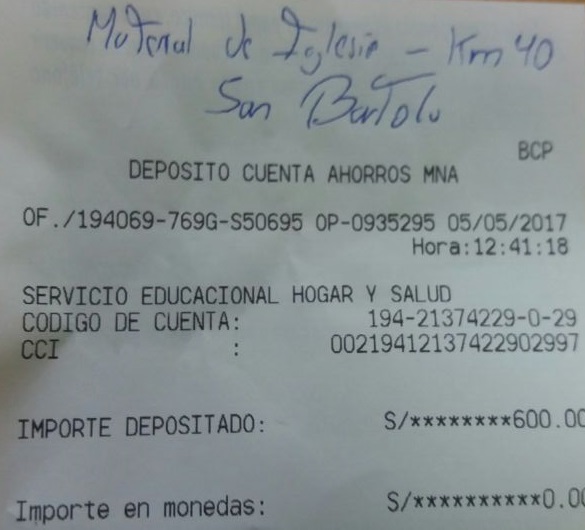 Material de Iglesia - Km 40
San Bartolo
BCP
DEPOSITO CUENTA AHORROS MNA
OF./194069-769G-S50695 OP-0935295 05/05/2017
Hora:12:41:18
SERVICIO EDUCACIONAL HOGAR Y SALUD
CODIGO DE CUENTA: 194-21374229-0-29
CCI : 00219412137422902997
IMPORTE DEPOSITADO: S/********600.00
Importe en monedas: S/**********0.00